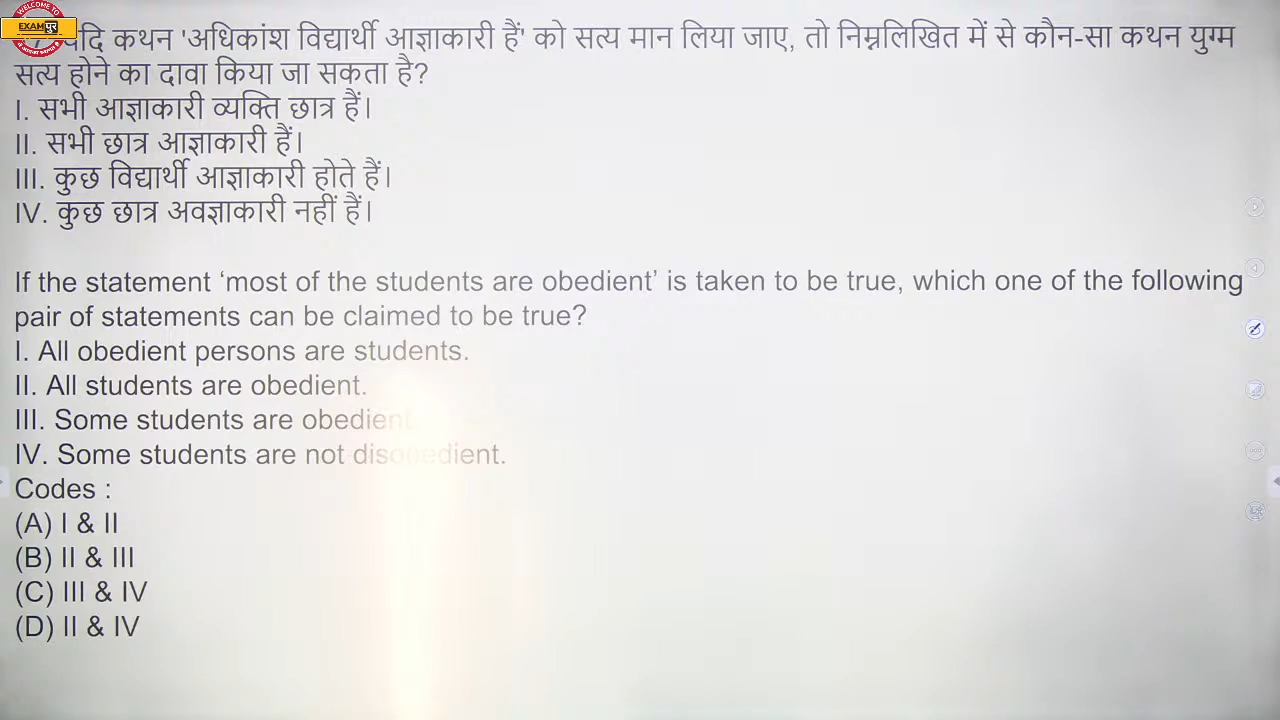 WELCOME TO
EXAMपुर
यदि कथन 'अधिकांश विद्यार्थी आज्ञाकारी हैं' को सत्य मान लिया जाए, तो निम्नलिखित में से कौन-सा कथन युग्म
सत्य होने का दावा किया जा सकता है?
I. सभी आज्ञाकारी व्यक्ति छात्र हैं।
II. सभी छात्र आज्ञाकारी हैं।
III. कुछ विद्यार्थी आज्ञाकारी होते हैं।
IV. कुछ छात्र अवज्ञाकारी नहीं हैं।
If the statement ‘most of the students are obedient’ is taken to be true, which one of the following
pair of statements can be claimed to be true?
I. All obedient persons are students.
II. All students are obedient.
III. Some students are obedient.
IV. Some students are not disobedient.
Codes :
(A) I & II
(B) II & III
(C) III & IV
(D) II & IV